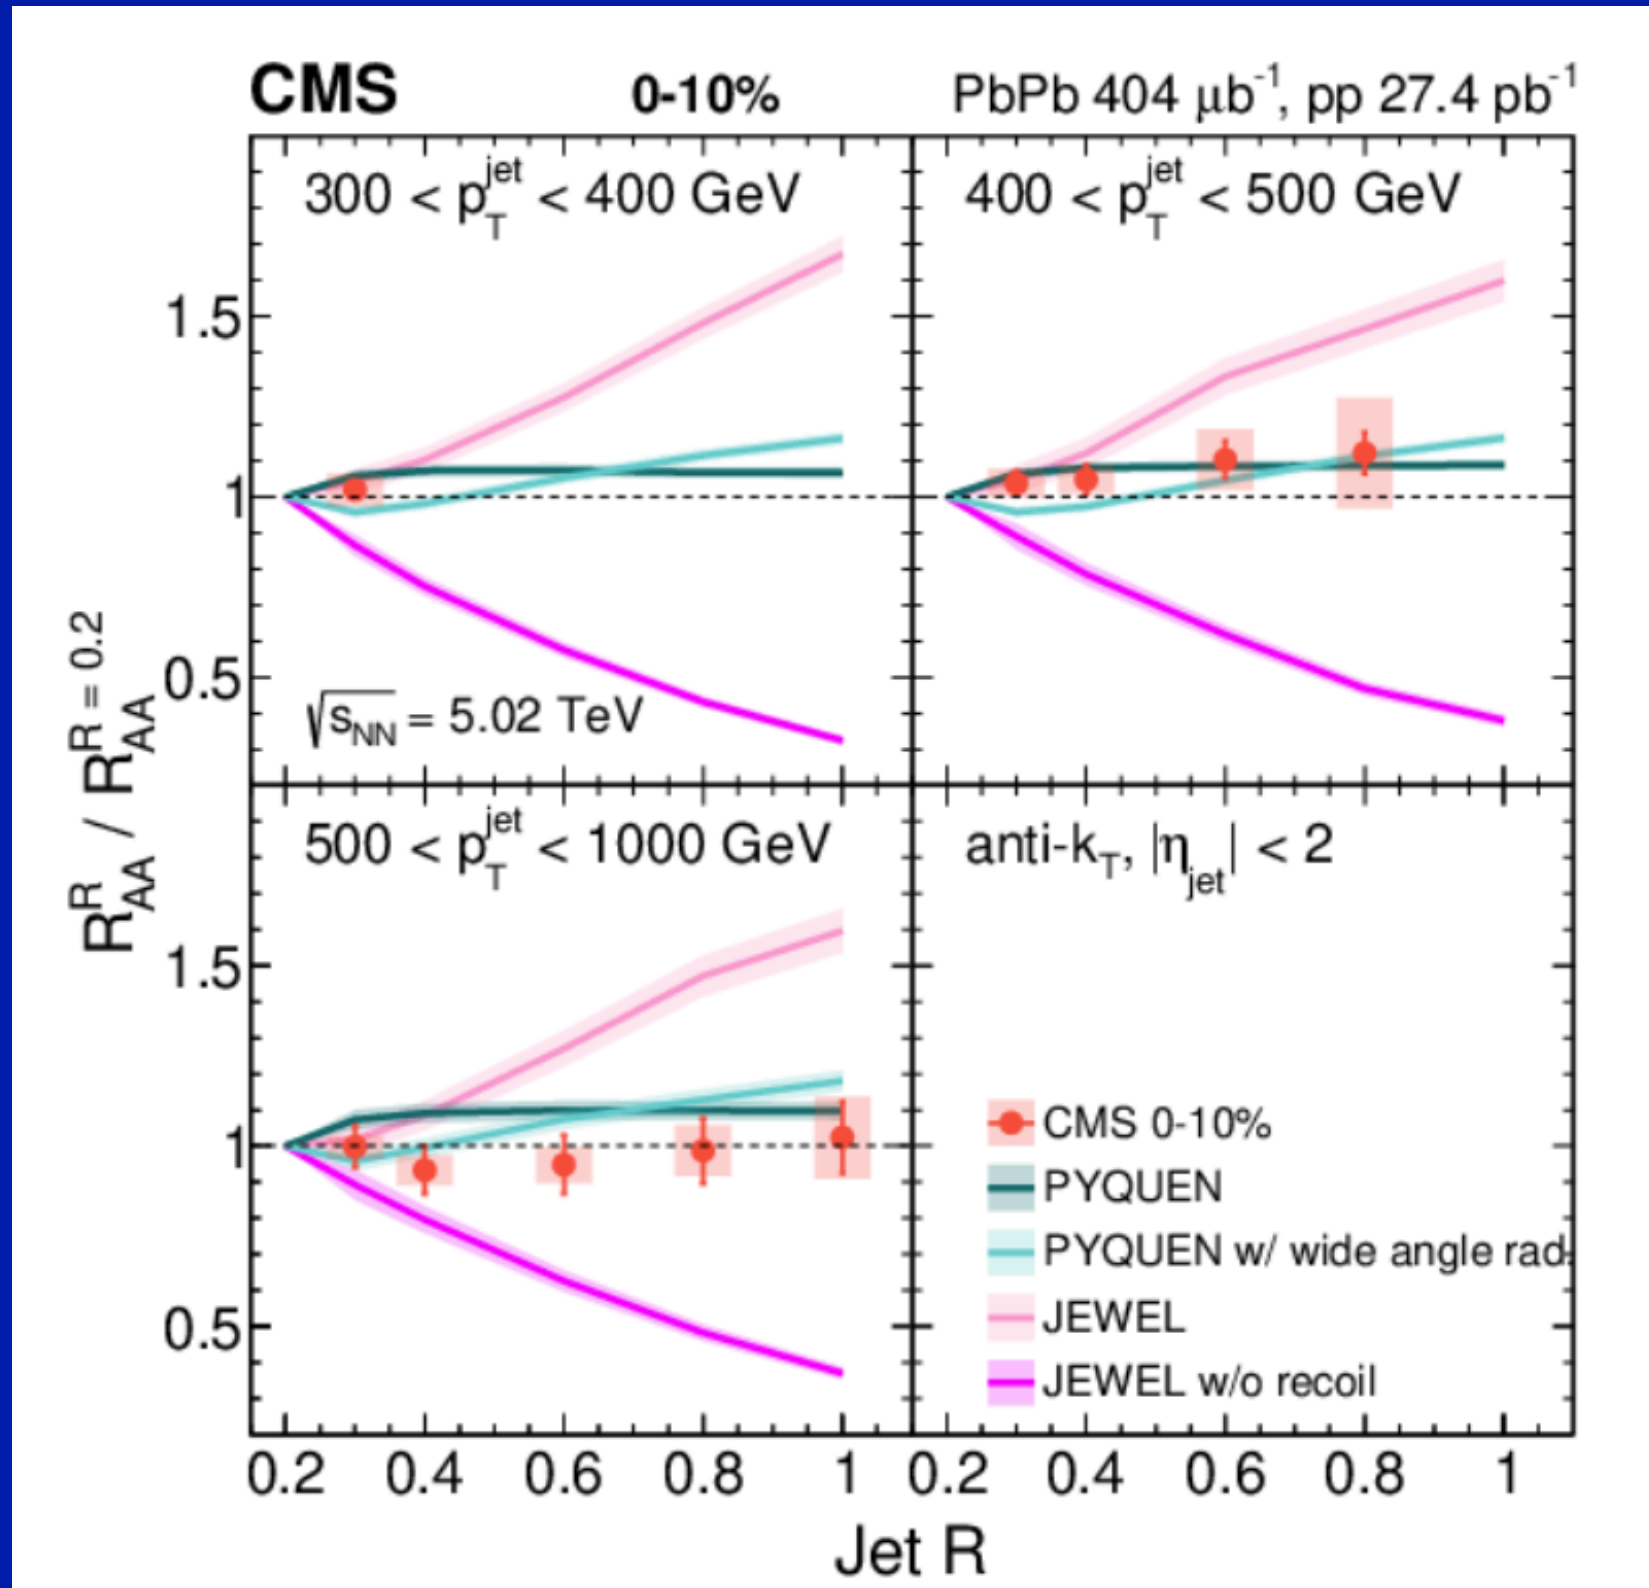 CMS 0-10% PbPb 404 μb⁻¹, pp 27.4 pb⁻¹
300 < p_T^jet < 400 GeV
400 < p_T^jet < 500 GeV
1.5
1
0.5
√s_NN = 5.02 TeV
R_AA^R / R_AA^{R = 0.2}
500 < p_T^jet < 1000 GeV
anti-k_T, |η_jet| < 2
1.5
1
0.5
CMS 0-10%
PYQUEN
PYQUEN w/ wide angle rad.
JEWEL
JEWEL w/o recoil
0.2 0.4 0.6 0.8 1 0.2 0.4 0.6 0.8 1
Jet R